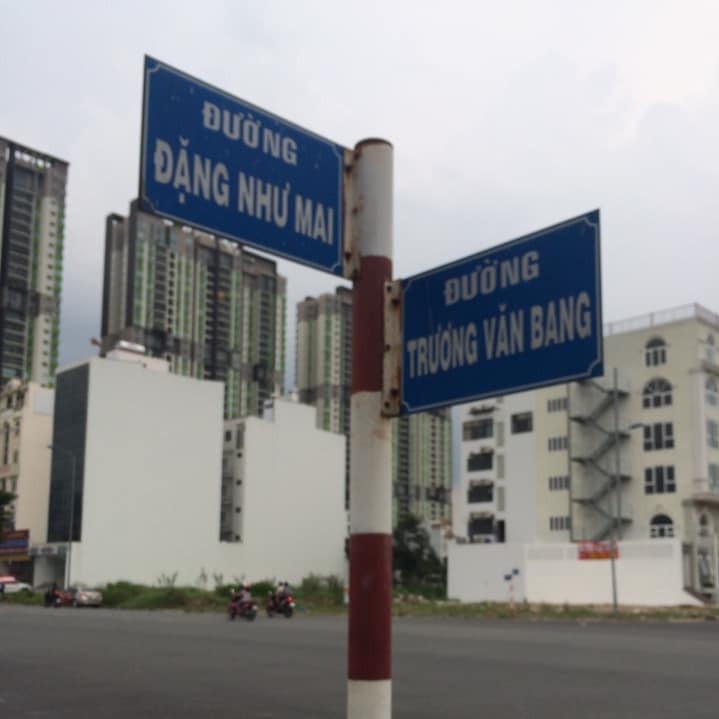 ĐƯỜNG
ĐẶNG NHƯ MAI
ĐƯỜNG
TRƯƠNG VĂN BANG